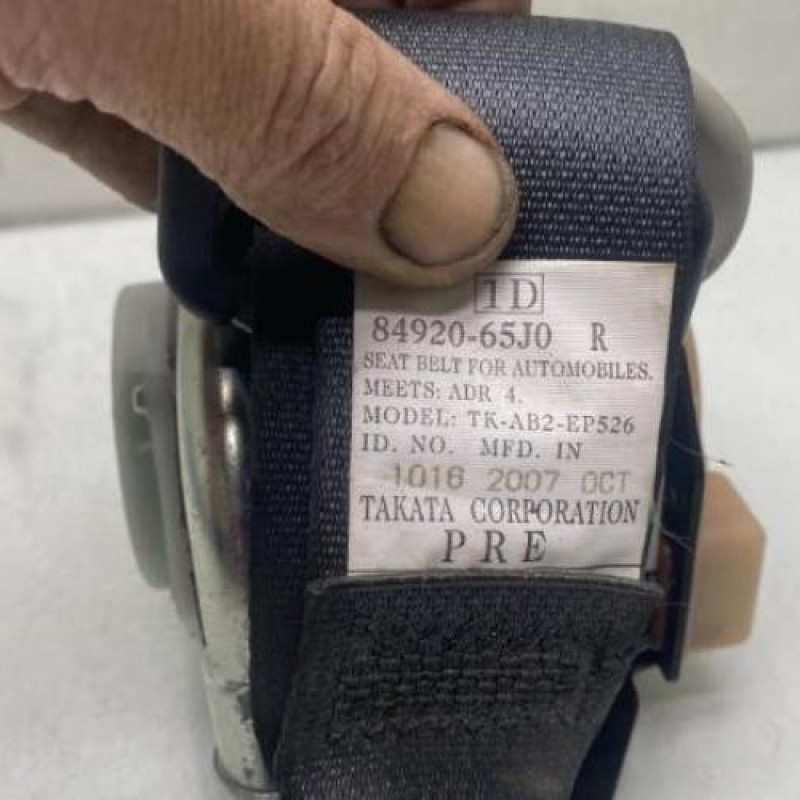 1D
84920-65J0 R
SEAT BELT FOR AUTOMOBILES.
MEETS: ADR 4.
MODEL: TK-AB2-EP526
ID. NO. MFD. IN
1016 2007 OCT
TAKATA CORPORATION
PRE